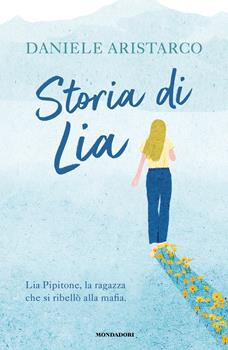 DANIELE ARISTARCO
Storia di
Lia
Lia Pipitone, la ragazza
che si ribellò alla mafia.
MONDADORI